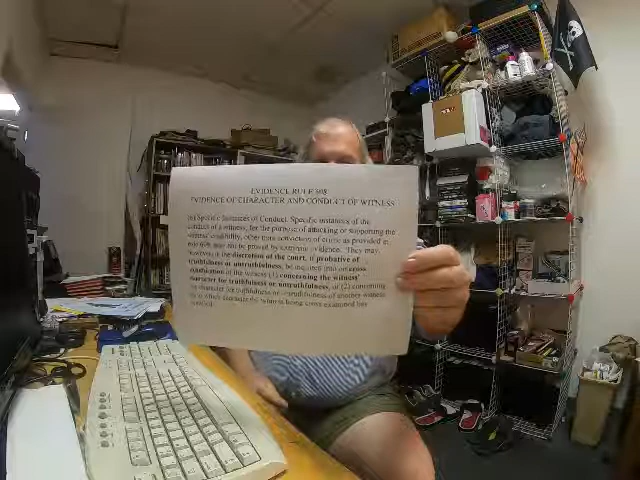 EVIDENCE RULE 608
EVIDENCE OF CHARACTER AND CONDUCT OF WITNESS
(b) Specific Instances of Conduct. Specific instances of the
conduct of a witness, for the purpose of attacking or supporting the
witness' credibility, other than conviction of crime as provided in
may not be proved by extrinsic evidence. They may,
however, in the discretion of the court, if probative of
truthfulness or untruthfulness, be inquired into on cross
examination of the witness (1) concerning the witness'
character for truthfulness or untruthfulness, or (2) concerning
the character for truthfulness or untruthfulness of another witness
as to which character the witness being cross-examined has
testified.